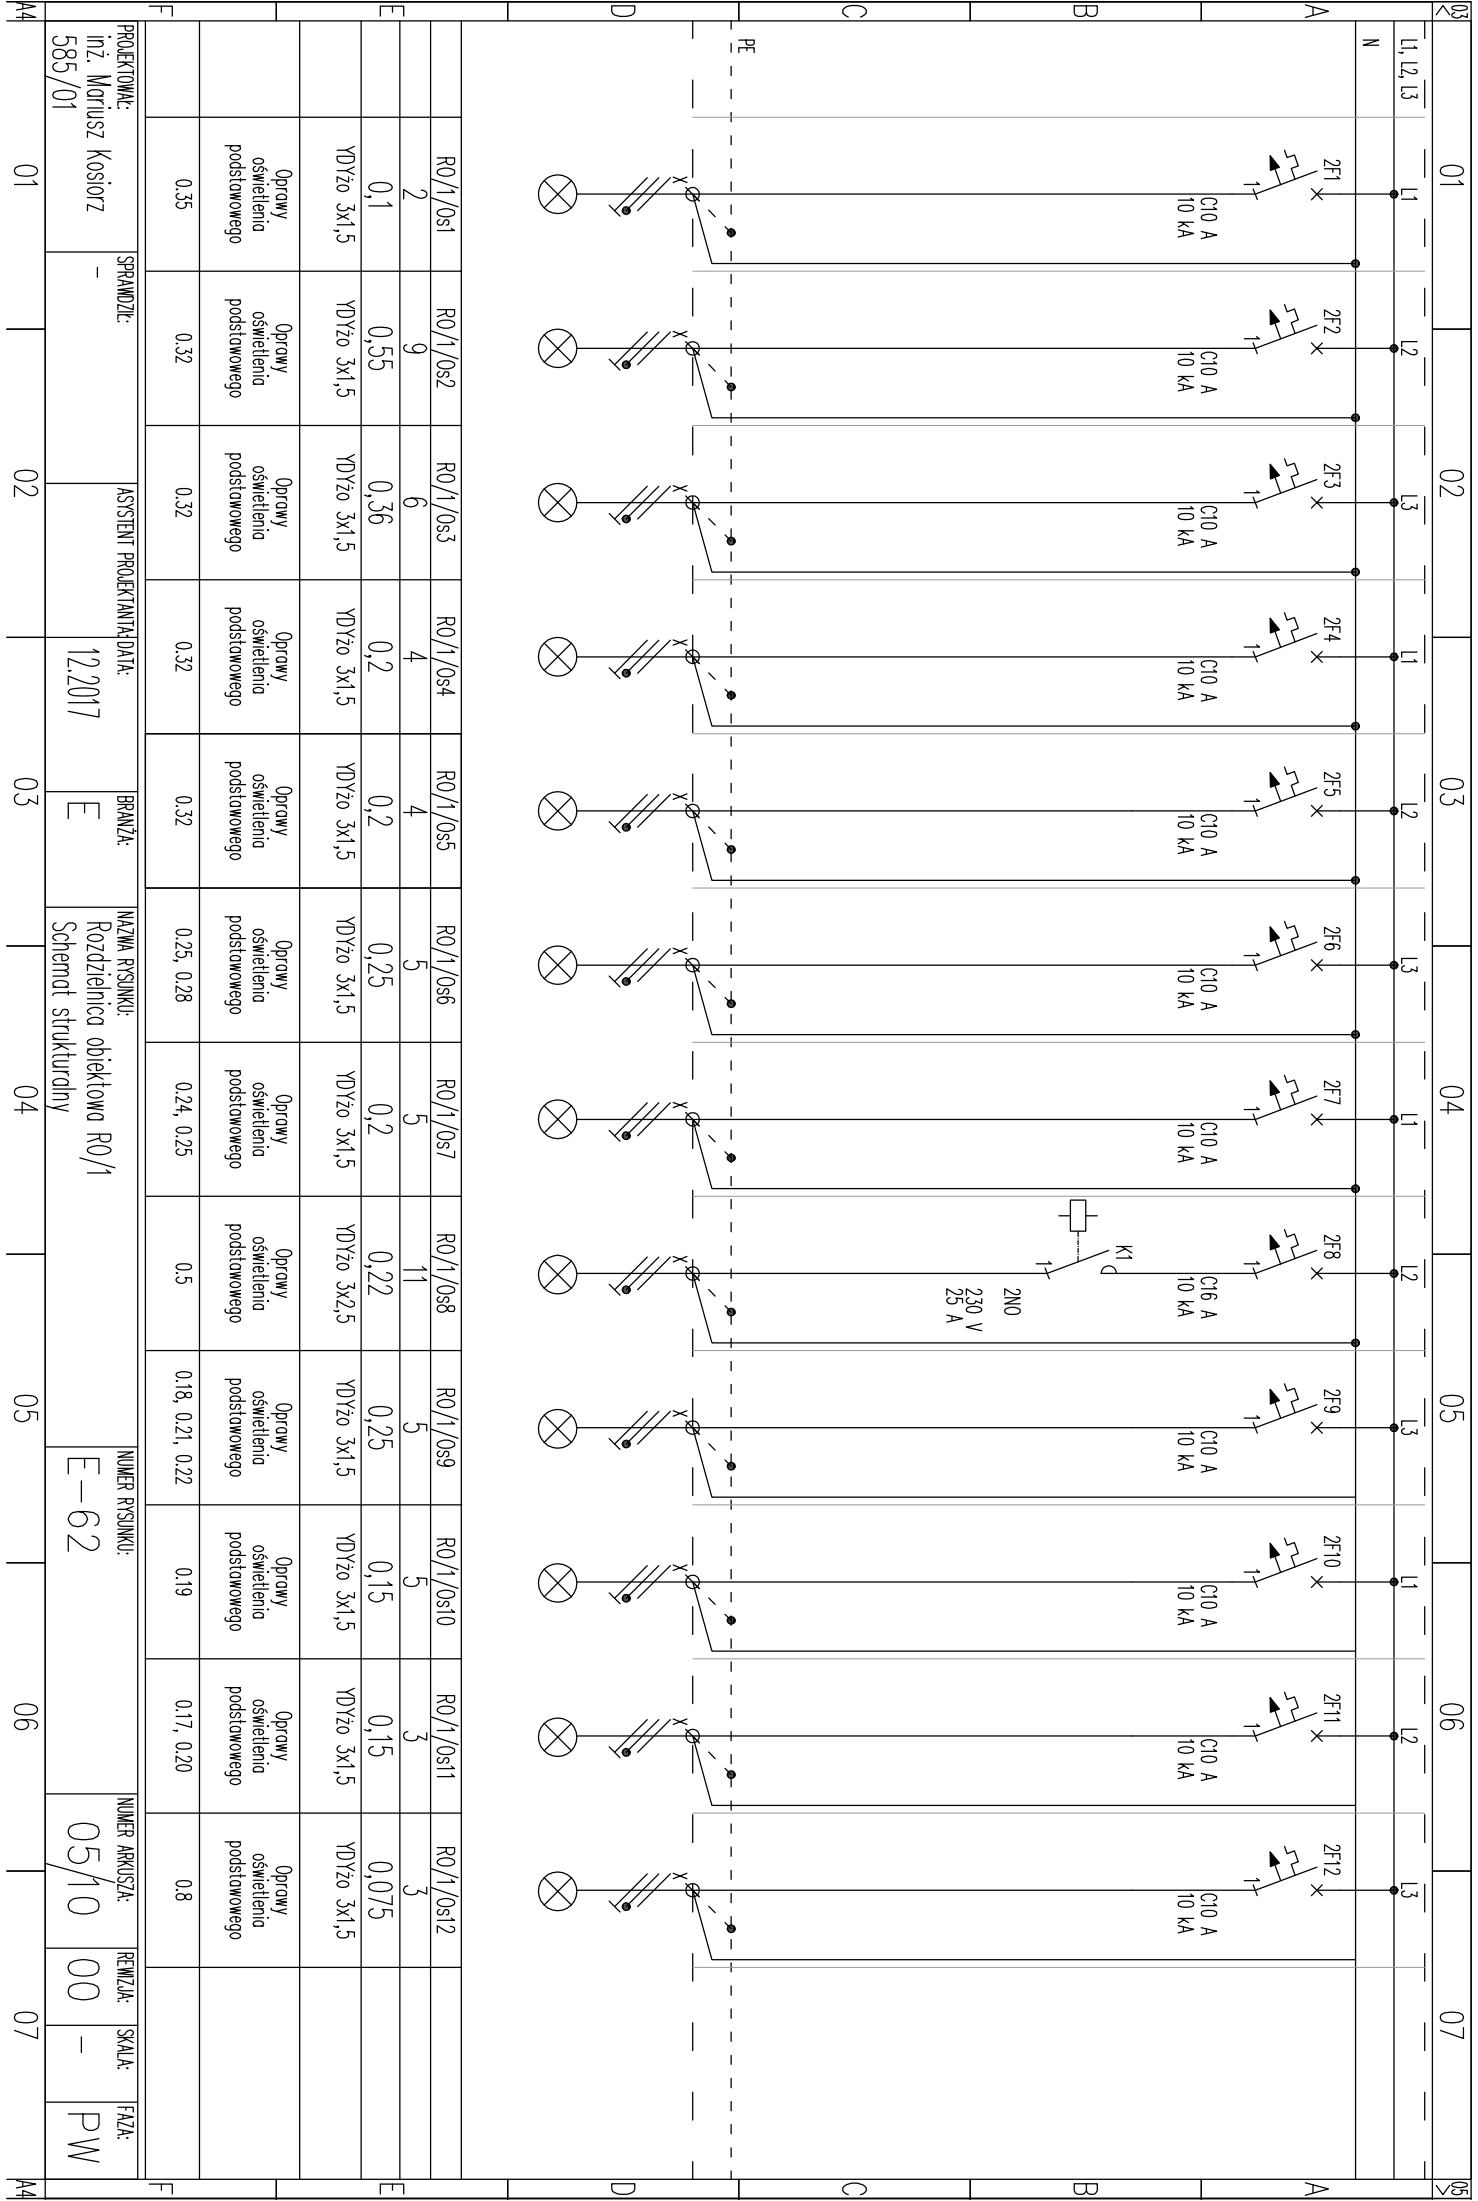 03
01
02
03
04
05
06
07
05
A
B
C
D
E
F
A4
L1, L2, L3
N
PE
L1
L2
L3
L1
L2
L3
L1
L2
L3
L1
L2
L3
2F1
2F2
2F3
2F4
2F5
2F6
2F7
2F8
2F9
2F10
2F11
2F12
C10 A
10 kA
C10 A
10 kA
C10 A
10 kA
C10 A
10 kA
C10 A
10 kA
C10 A
10 kA
C10 A
10 kA
C16 A
10 kA
C10 A
10 kA
C10 A
10 kA
C10 A
10 kA
C10 A
10 kA
K1
2NO
230 V
25 A
X X X X X X X X X X X X
RO/1/Os1 RO/1/Os2 RO/1/Os3 RO/1/Os4 RO/1/Os5 RO/1/Os6 RO/1/Os7 RO/1/Os8 RO/1/Os9 RO/1/Os10 RO/1/Os11 RO/1/Os12
2 9 6 4 4 5 5 11 5 5 3 3
0,1 0,55 0,36 0,2 0,2 0,25 0,2 0,22 0,25 0,15 0,15 0,075
YDYżo 3x1,5 YDYżo 3x1,5 YDYżo 3x1,5 YDYżo 3x1,5 YDYżo 3x1,5 YDYżo 3x1,5 YDYżo 3x1,5 YDYżo 3x2,5 YDYżo 3x1,5 YDYżo 3x1,5 YDYżo 3x1,5 YDYżo 3x1,5
Oprawy Oprawy Oprawy Oprawy Oprawy Oprawy Oprawy Oprawy Oprawy Oprawy Oprawy Oprawy
oświetlenia oświetlenia oświetlenia oświetlenia oświetlenia oświetlenia oświetlenia oświetlenia oświetlenia oświetlenia oświetlenia oświetlenia
podstawowego podstawowego podstawowego podstawowego podstawowego podstawowego podstawowego podstawowego podstawowego podstawowego podstawowego podstawowego
0.35 0.32 0.32 0.32 0.32 0.25, 0.28 0.24, 0.25 0.5 0.18, 0.21, 0.22 0.19 0.17, 0.20 0.8
PROJEKTOWAŁ:
inż. Mariusz Kosiorz
585/01
SPRAWDZIŁ:
-
ASYSTENT PROJEKTANTA:
DATA:
12.2017
BRANŻA:
E
NAZWA RYSUNKU:
Rozdzielnica obiektowa RO/1
Schemat strukturalny
NUMER RYSUNKU:
E-62
NUMER ARKUSZA:
05/10
REWIZJA:
00
SKALA:
-
FAZA:
PW
A
B
C
D
E
F
A4
01
02
03
04
05
06
07